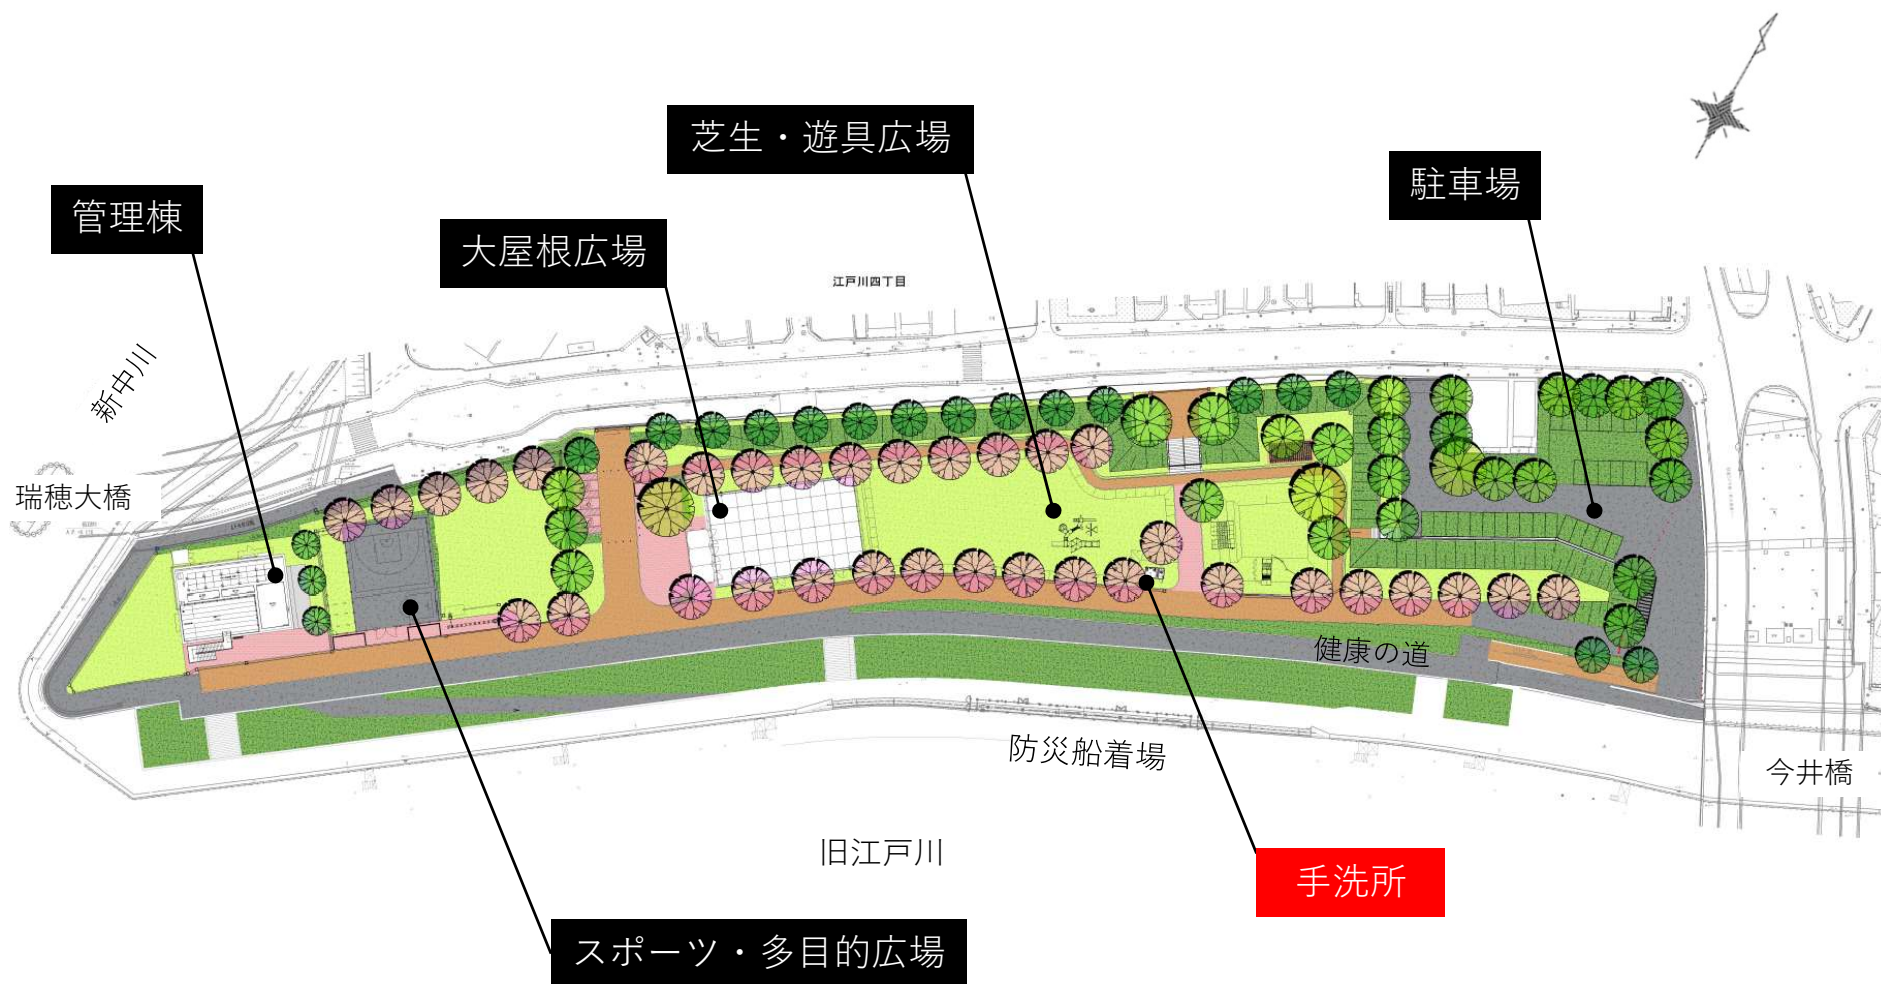 芝生・遊具広場
駐車場
管理棟
大屋根広場
江戸川四丁目
新中川
瑞穂大橋
健康の道
防災船着場
今井橋
旧江戸川
手洗所
スポーツ・多目的広場